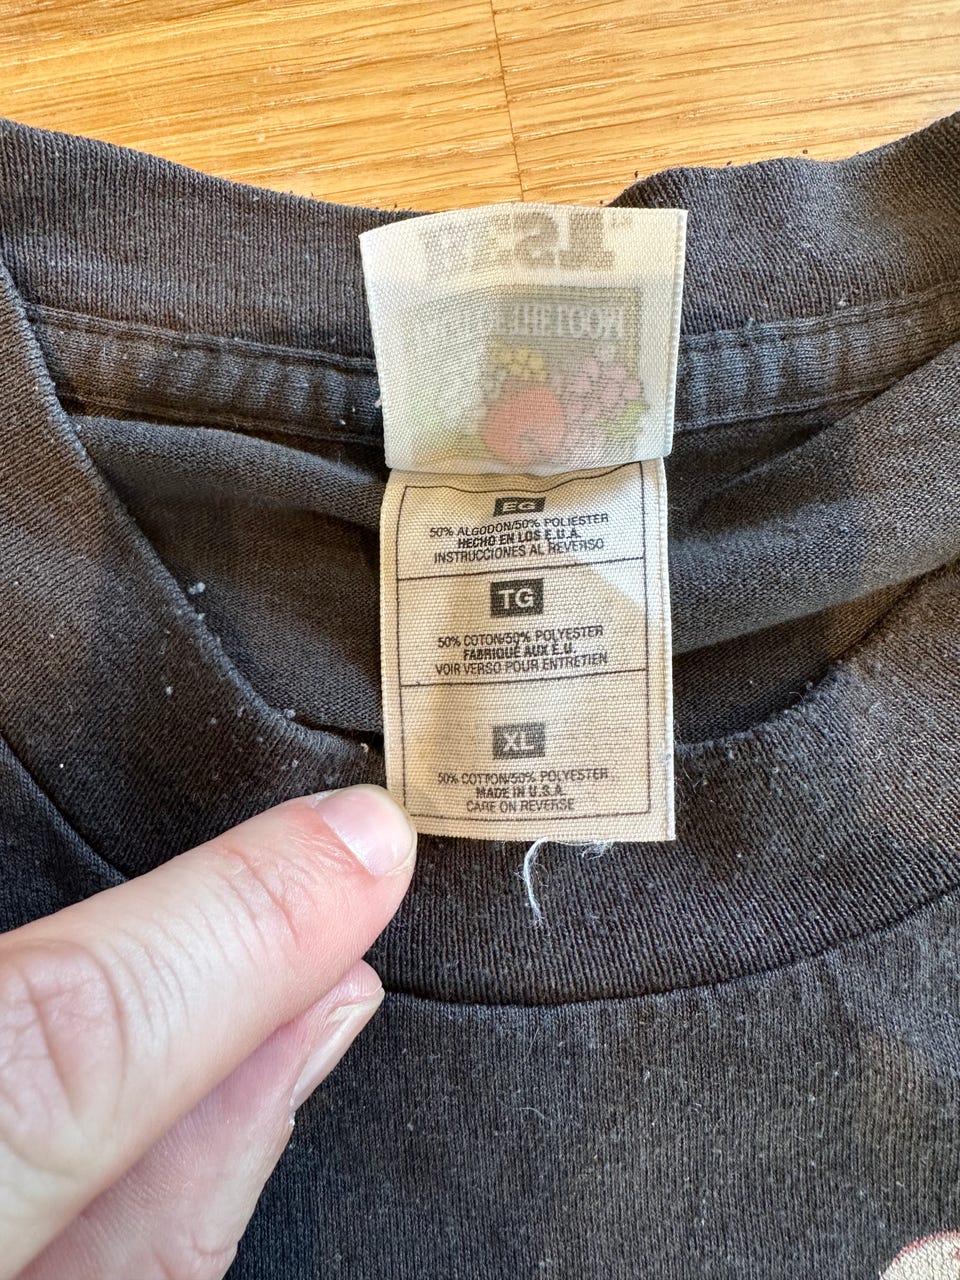 EG
50% ALGODON/50% POLIESTER
HECHO EN LOS E.U.A.
INSTRUCCIONES AL REVERSO
TG
50% COTON/50% POLYESTER
FABRIQUÉ AUX E.U.
VOIR VERSO POUR ENTRETIEN
XL
50% COTTON/50% POLYESTER
MADE IN U.S.A.
CARE ON REVERSE